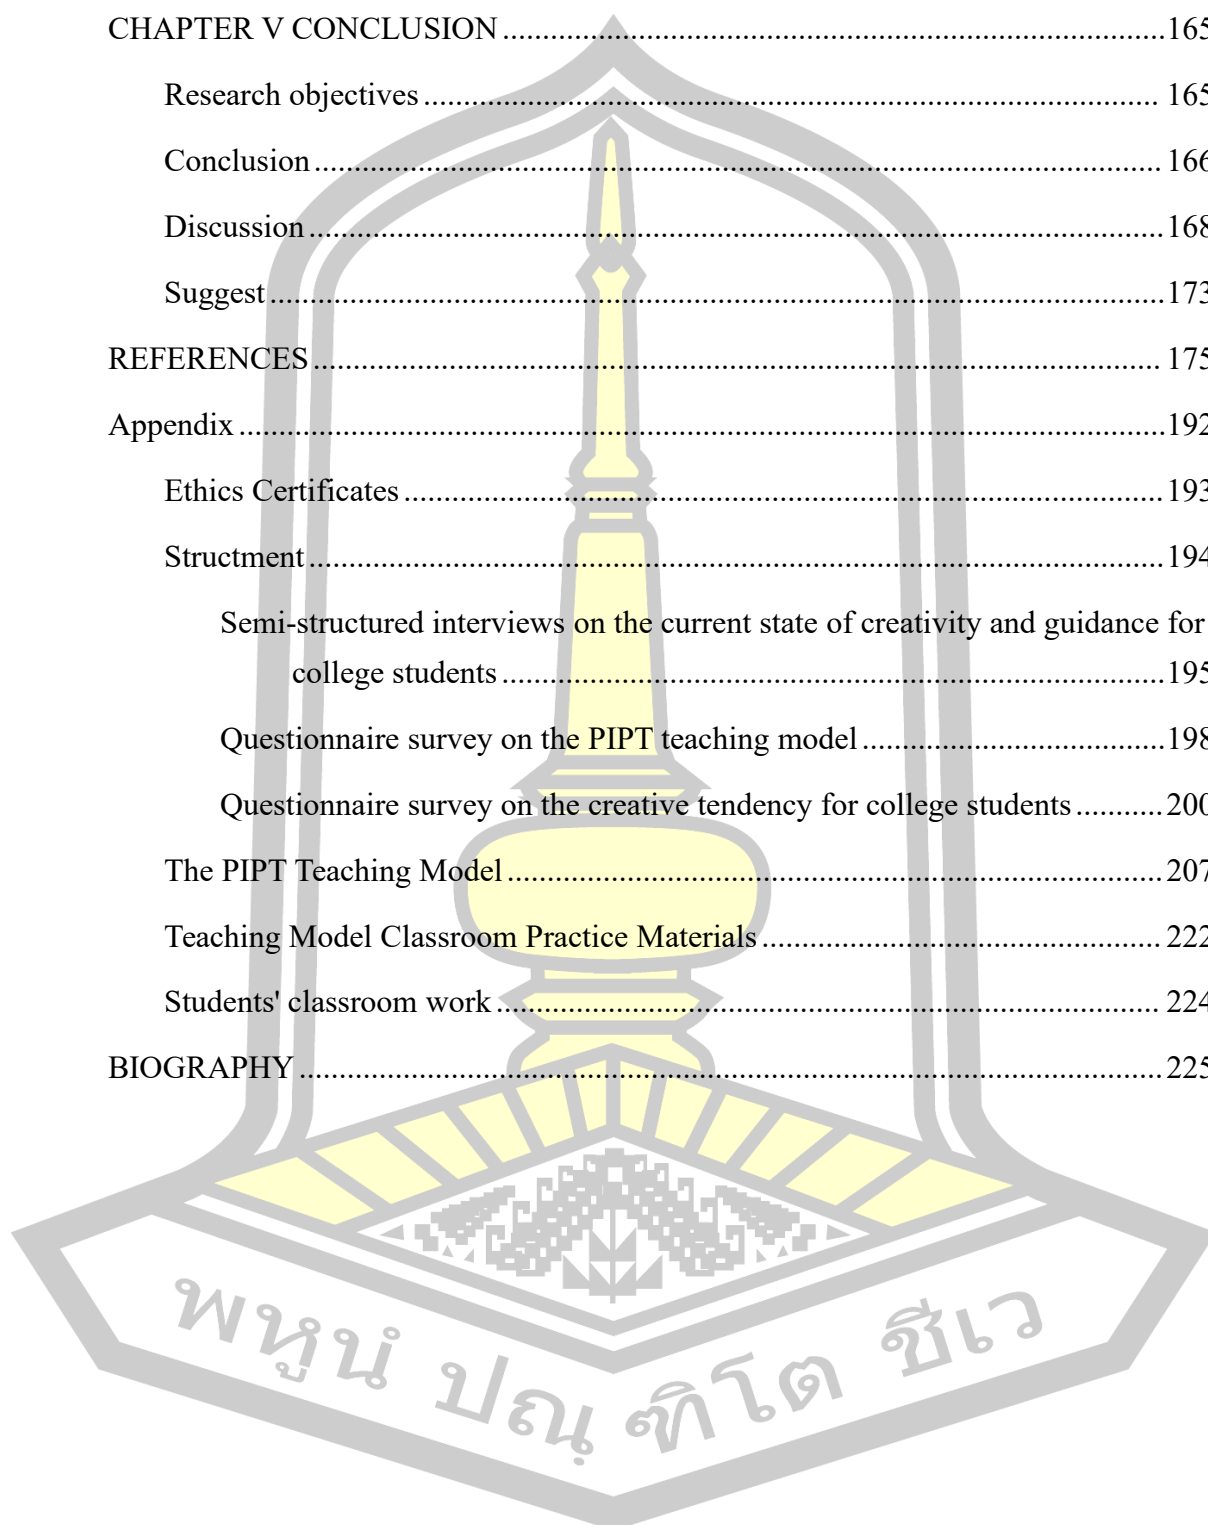 CHAPTER V CONCLUSION ........................................ 165
Research objectives ........................................ 165
Conclusion ........................................ 166
Discussion ........................................ 168
Suggest ........................................ 173
REFERENCES ........................................ 175
Appendix ........................................ 192
Ethics Certificates ........................................ 193
Structment ........................................ 194
Semi-structured interviews on the current state of creativity and guidance for
college students ........................................ 195
Questionnaire survey on the PIPT teaching model ........................................ 198
Questionnaire survey on the creative tendency for college students ........... 200
The PIPT Teaching Model ........................................ 207
Teaching Model Classroom Practice Materials ........................................ 222
Students' classroom work ........................................ 224
BIOGRAPHY ........................................ 225
พหูนํ ปณฺฑิโต ชีเว